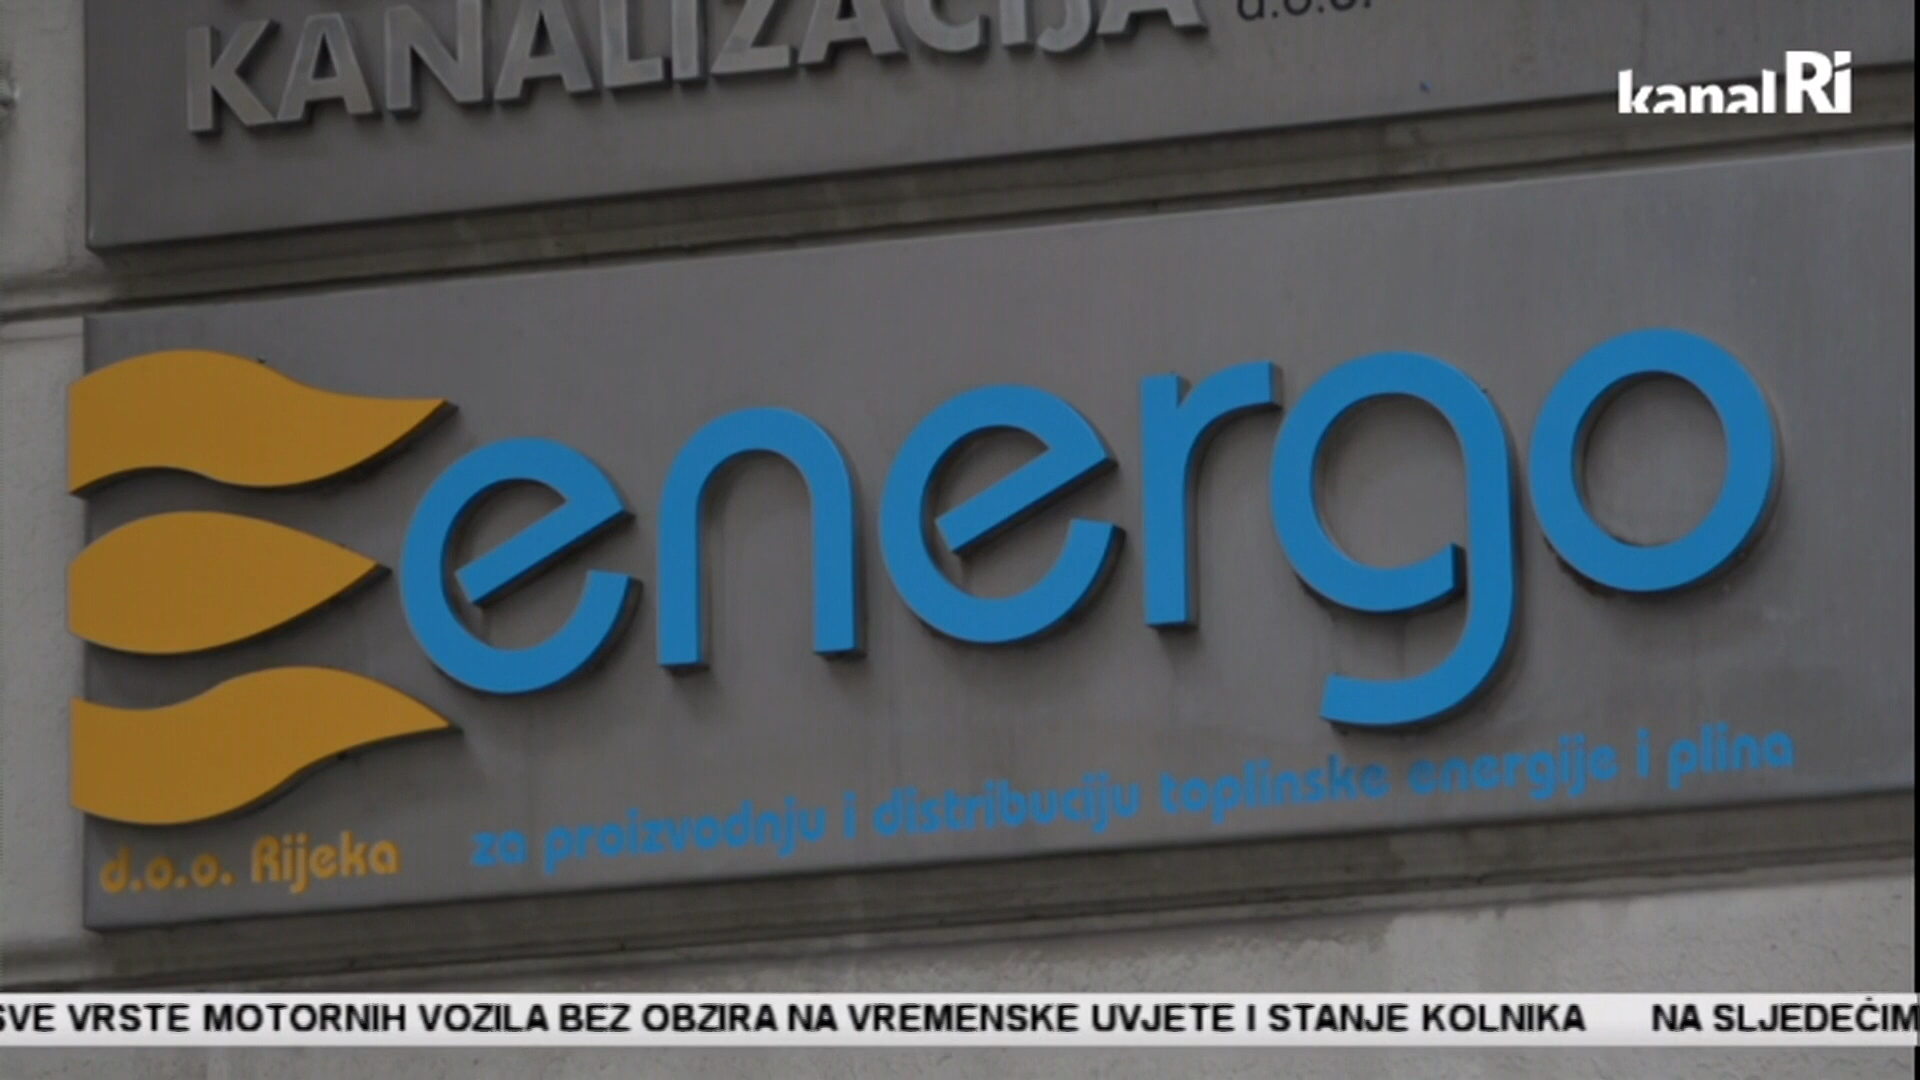 KANALIZACIJA d.o.o.
kanal Ri
energo
d.o.o. Rijeka za proizvodnju i distribuciju toplinske energije i plina
SVE VRSTE MOTORNIH VOZILA BEZ OBZIRA NA VREMENSKE UVJETE I STANJE KOLNIKA NA SLJEDEĆIM